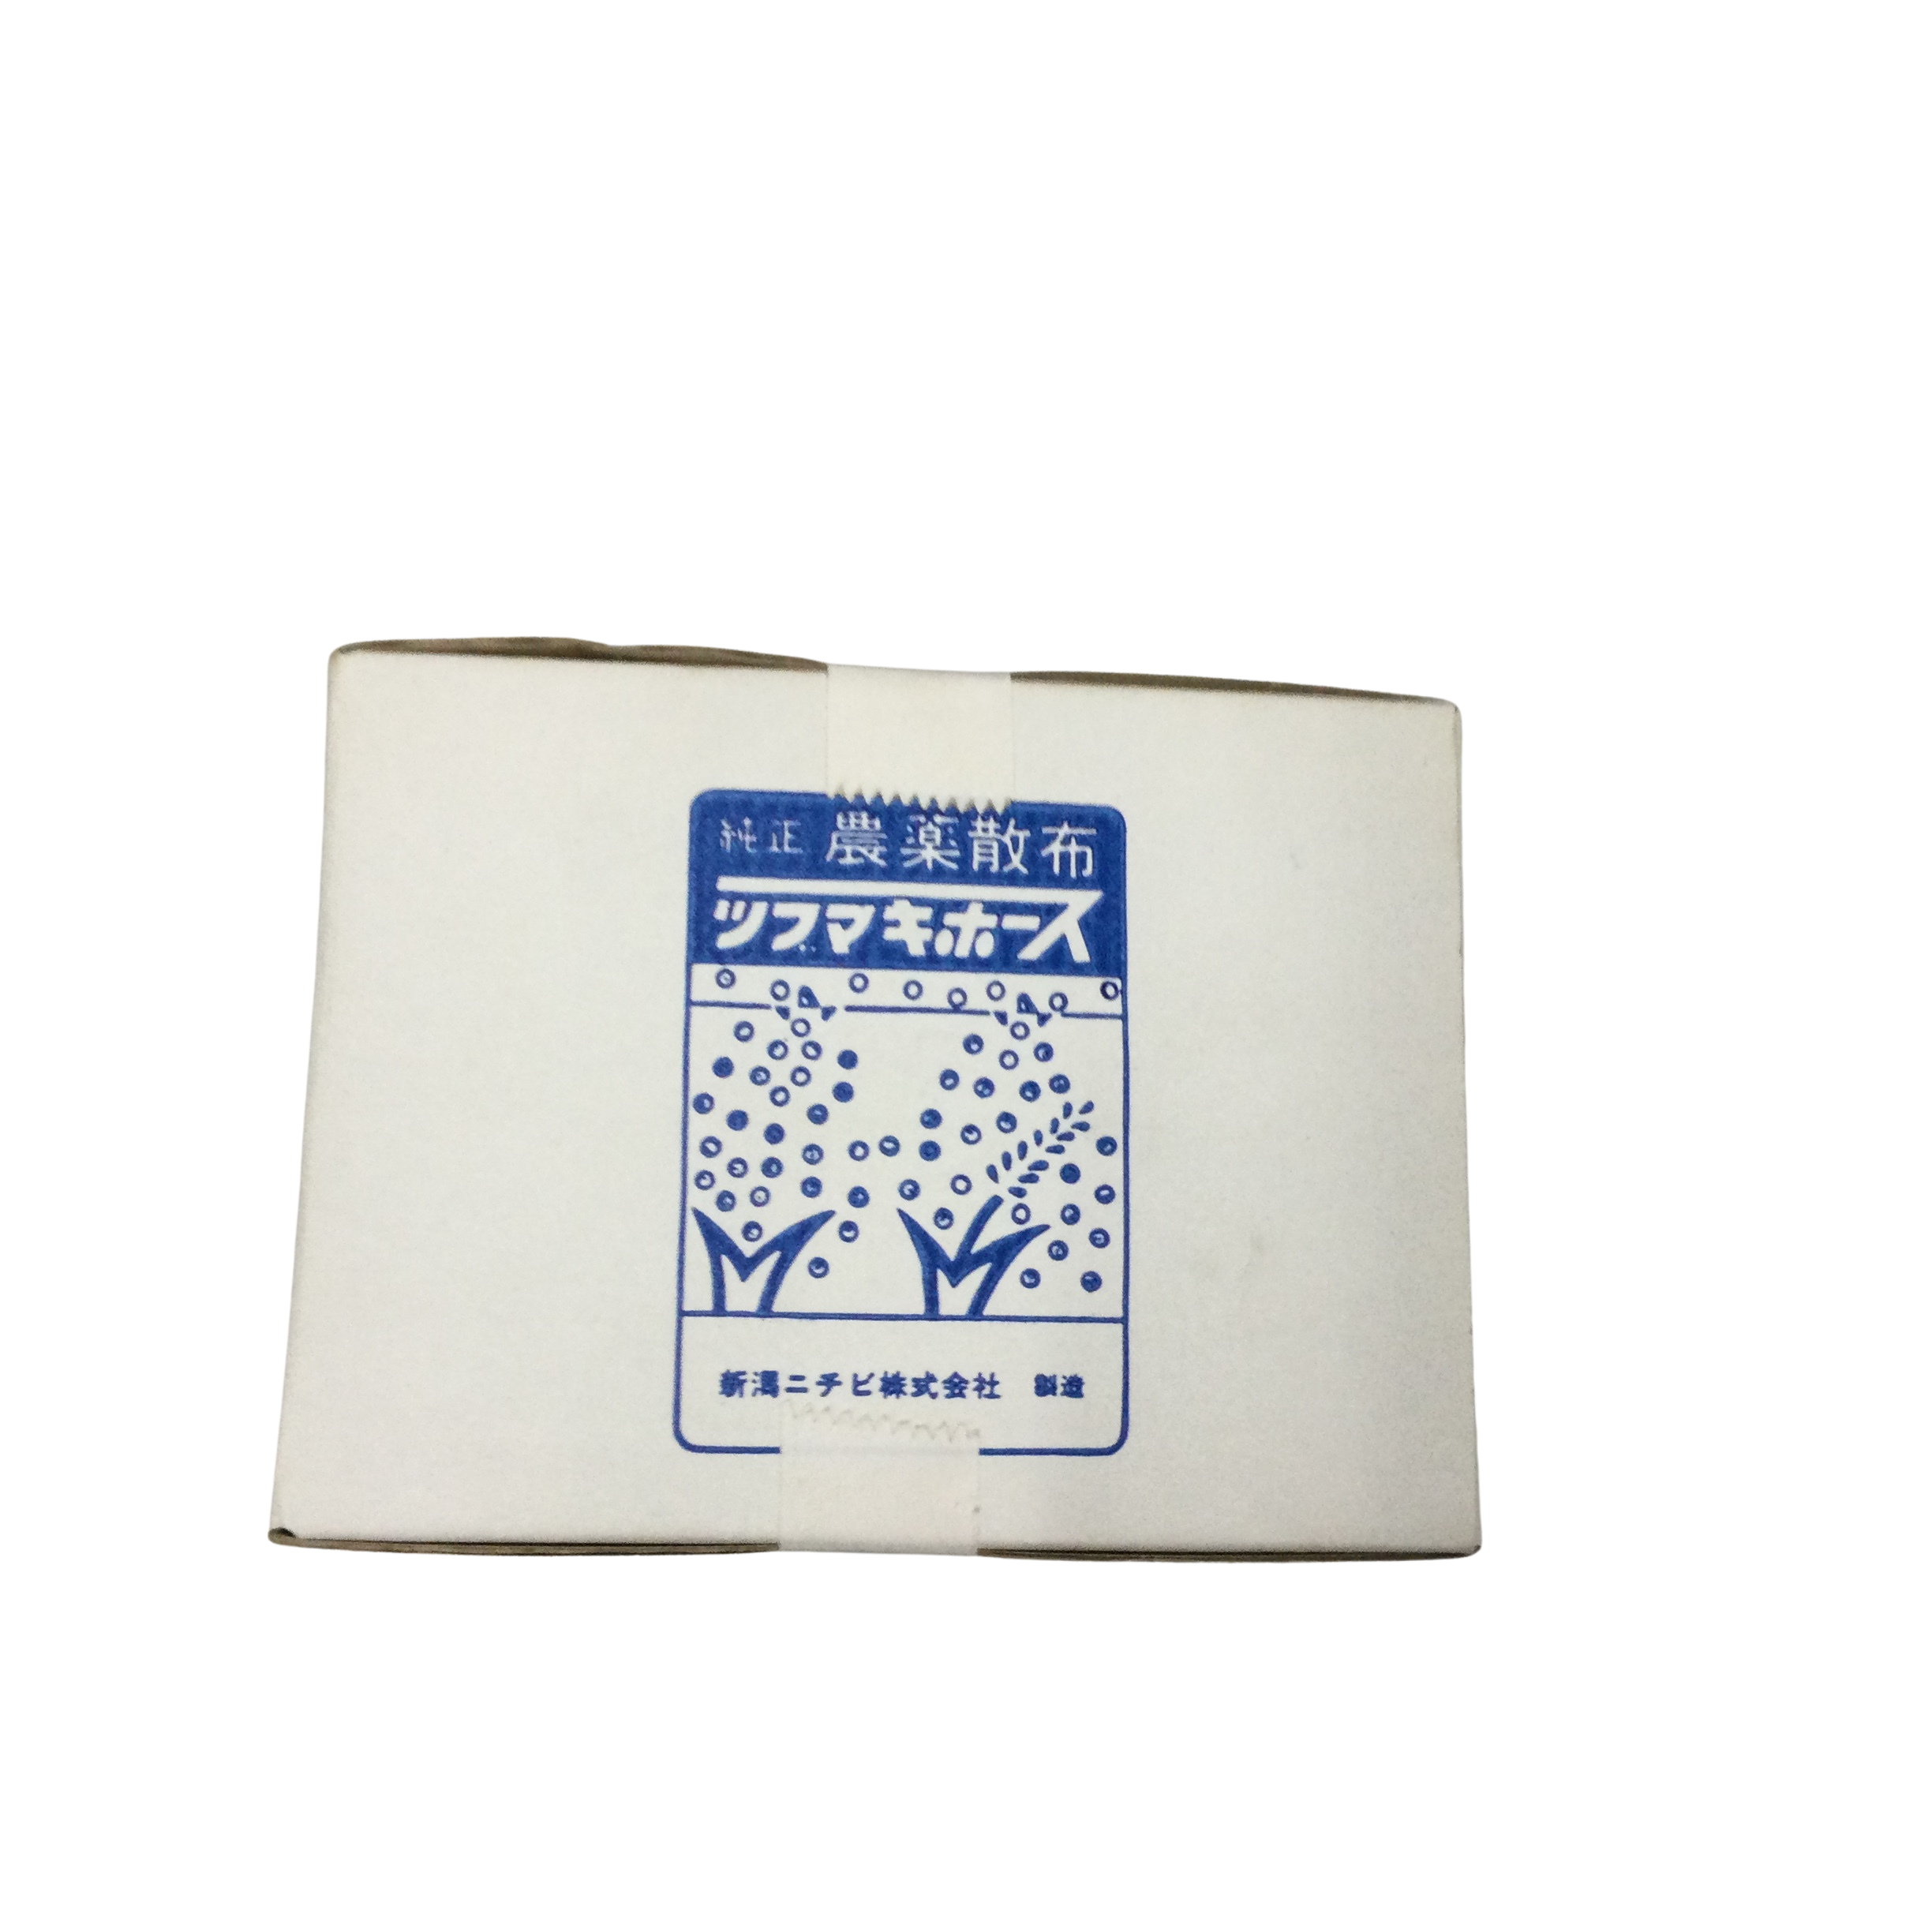 純正 農薬散布
ツブマキホース
新潟ニチビ株式会社 製造